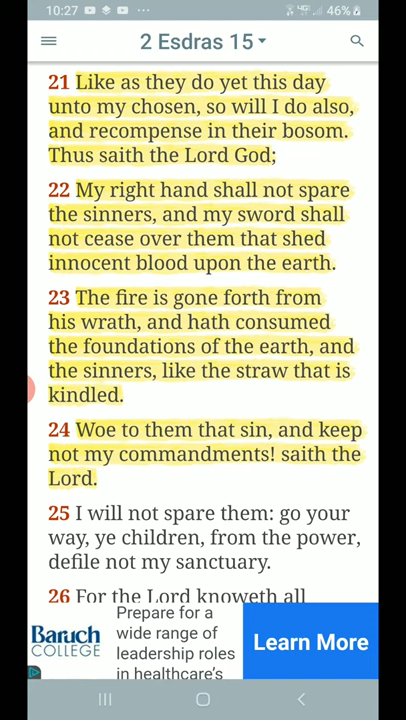 10:27 46%
2 Esdras 15
21 Like as they do yet this day
unto my chosen, so will I do also,
and recompense in their bosom.
Thus saith the Lord God;
22 My right hand shall not spare
the sinners, and my sword shall
not cease over them that shed
innocent blood upon the earth.
23 The fire is gone forth from
his wrath, and hath consumed
the foundations of the earth, and
the sinners, like the straw that is
kindled.
24 Woe to them that sin, and keep
not my commandments! saith the
Lord.
25 I will not spare them: go your
way, ye children, from the power,
defile not my sanctuary.
26 For the Lord knoweth all
Baruch
COLLEGE
Prepare for a
wide range of
leadership roles
in healthcare's
Learn More